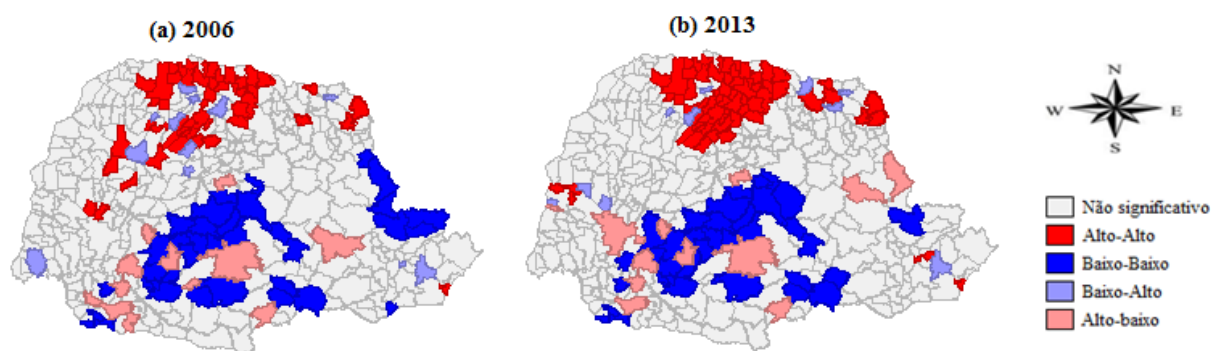 (a) 2006
(b) 2013
N
W E
S
Não significativo
Alto-Alto
Baixo-Baixo
Baixo-Alto
Alto-baixo